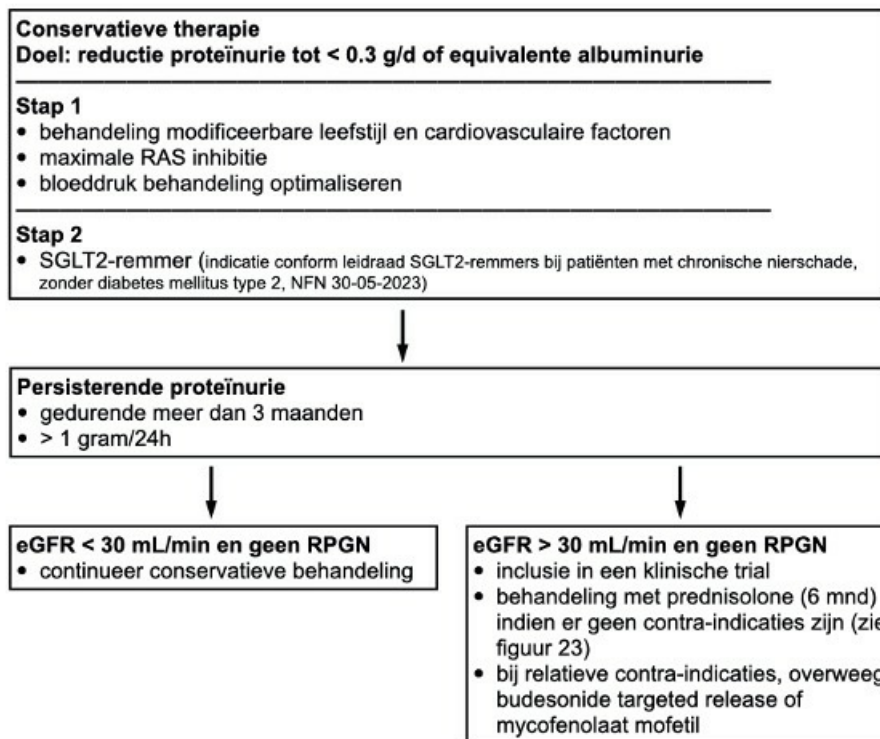 Conservatieve therapie
Doel: reductie proteïnurie tot < 0.3 g/d of equivalente albuminurie
Stap 1
• behandeling modificeerbare leefstijl en cardiovasculaire factoren
• maximale RAS inhibitie
• bloeddruk behandeling optimaliseren
Stap 2
• SGLT2-remmer (indicatie conform leidraad SGLT2-remmers bij patiënten met chronische nierschade,
zonder diabetes mellitus type 2, NFN 30-05-2023)
Persisterende proteïnurie
• gedurende meer dan 3 maanden
• > 1 gram/24h
eGFR < 30 mL/min en geen RPGN
• continueer conservatieve behandeling
eGFR > 30 mL/min en geen RPGN
• inclusie in een klinische trial
• behandeling met prednisolone (6 mnd)
indien er geen contra-indicaties zijn (zie
figuur 23)
• bij relatieve contra-indicaties, overweeg
budesonide targeted release of
mycofenolaat mofetil